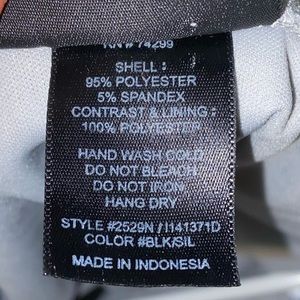 RN# 74299
SHELL :
95% POLYESTER
5% SPANDEX
CONTRAST & LINING :
100% POLYESTER
HAND WASH COLD
DO NOT BLEACH
DO NOT IRON
HANG DRY
STYLE #2529N / I141371D
COLOR #BLK/SIL
MADE IN INDONESIA